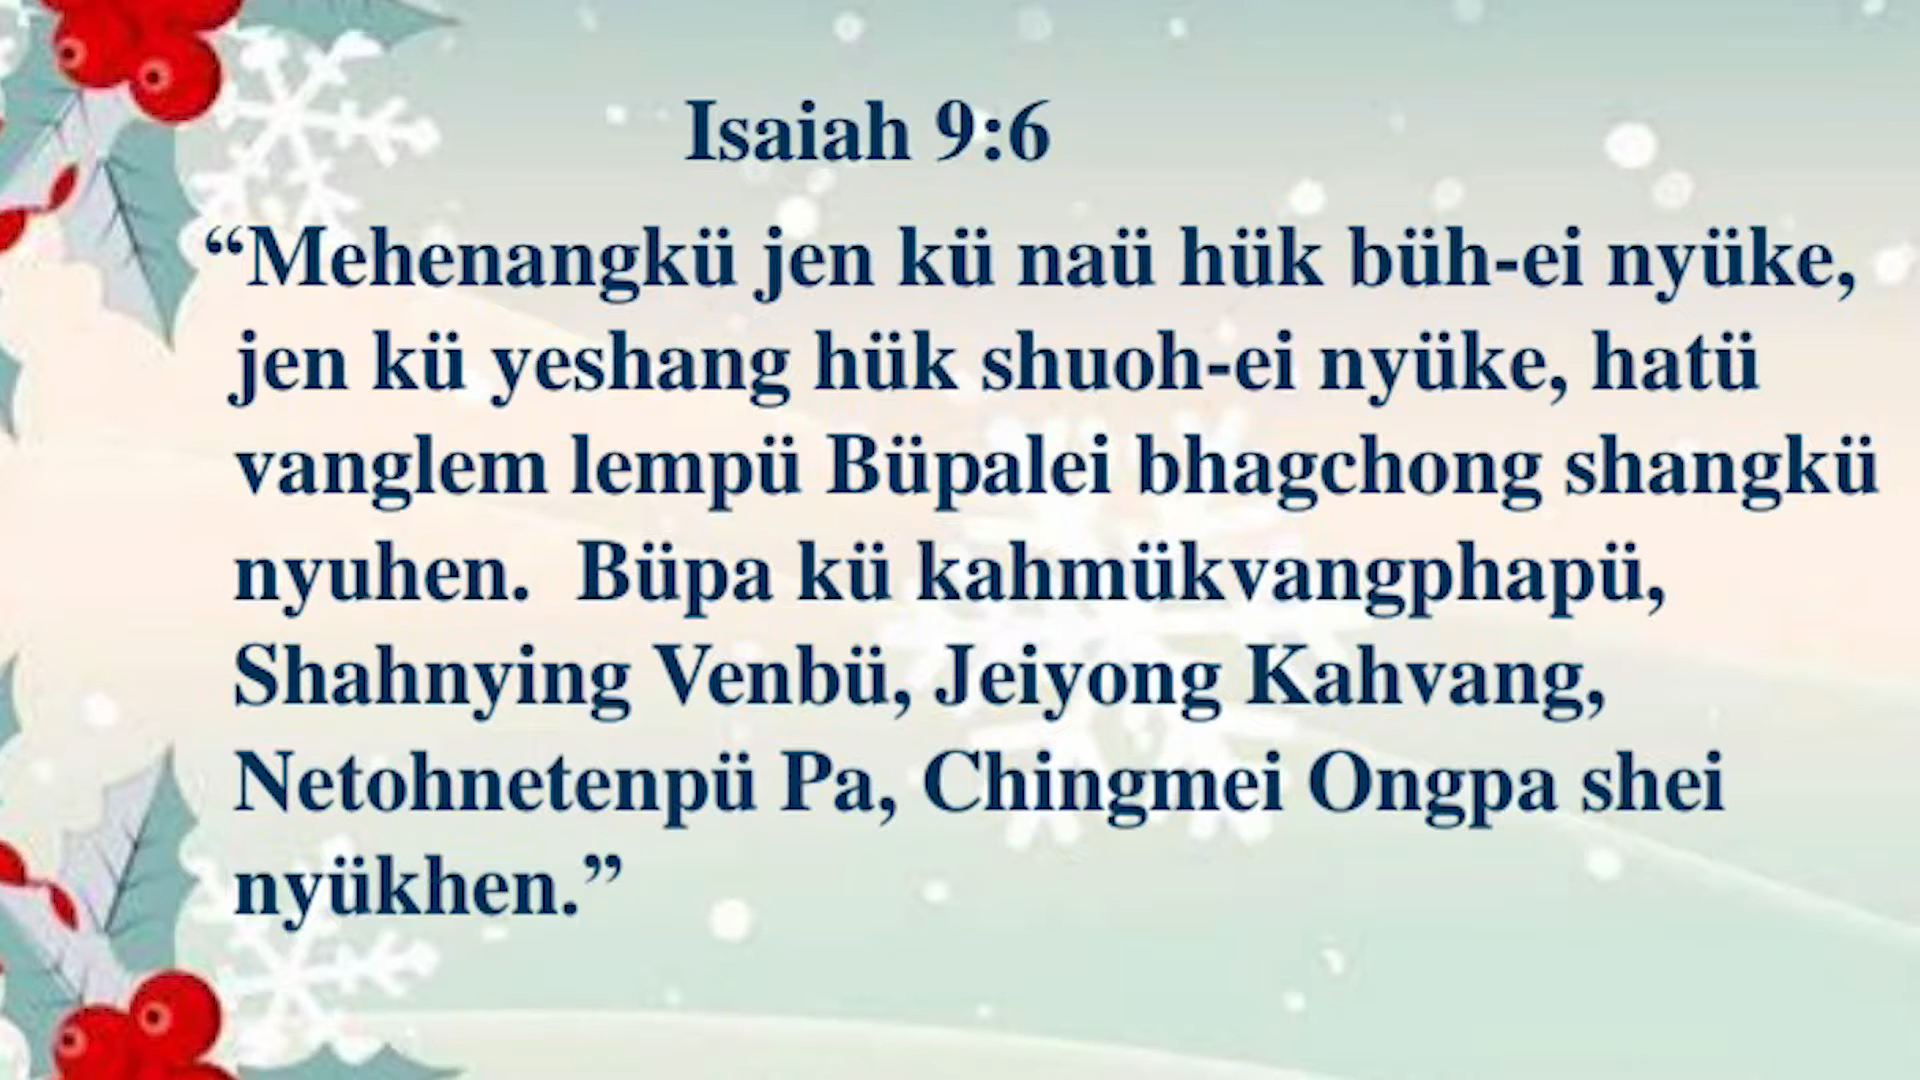 Isaiah 9:6
“Mehenangkü jen kü naü hük büh-ei nyüke,
jen kü yeshang hük shuoh-ei nyüke, hatü
vanglem lempü Büpalei bhagchong shangkü
nyuhen. Büpa kü kahmükvangphapü,
Shahnying Venbü, Jeiyong Kahvang,
Netohnetenpü Pa, Chingmei Ongpa shei
nyükhen.”